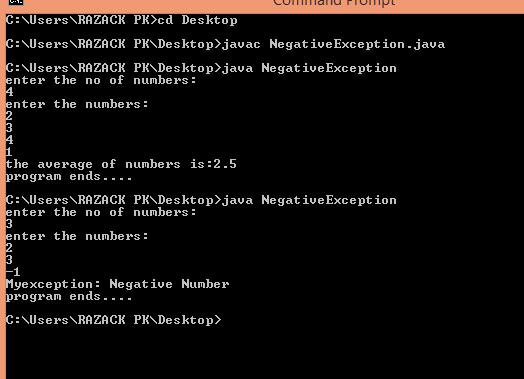 Command Prompt
C:\Users\RAZACK PK>cd Desktop
C:\Users\RAZACK PK\Desktop>javac NegativeException.java
C:\Users\RAZACK PK\Desktop>java NegativeException
enter the no of numbers:
4
enter the numbers:
2
3
4
1
the average of numbers is:2.5
program ends....
C:\Users\RAZACK PK\Desktop>java NegativeException
enter the no of numbers:
3
enter the numbers:
2
3
-1
Myexception: Negative Number
program ends....
C:\Users\RAZACK PK\Desktop>